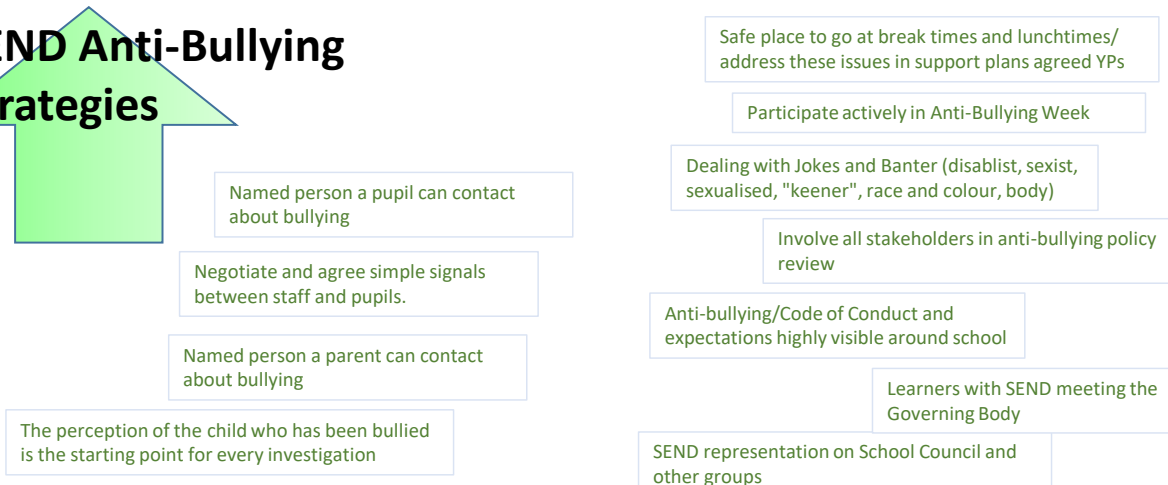 END Anti-Bullying
rategies
Named person a pupil can contact
about bullying
Negotiate and agree simple signals
between staff and pupils.
Named person a parent can contact
about bullying
The perception of the child who has been bullied
is the starting point for every investigation
Safe place to go at break times and lunchtimes/
address these issues in support plans agreed YPs
Participate actively in Anti-Bullying Week
Dealing with Jokes and Banter (disablist, sexist,
sexualised, "keener", race and colour, body)
Involve all stakeholders in anti-bullying policy
review
Anti-bullying/Code of Conduct and
expectations highly visible around school
Learners with SEND meeting the
Governing Body
SEND representation on School Council and
other groups